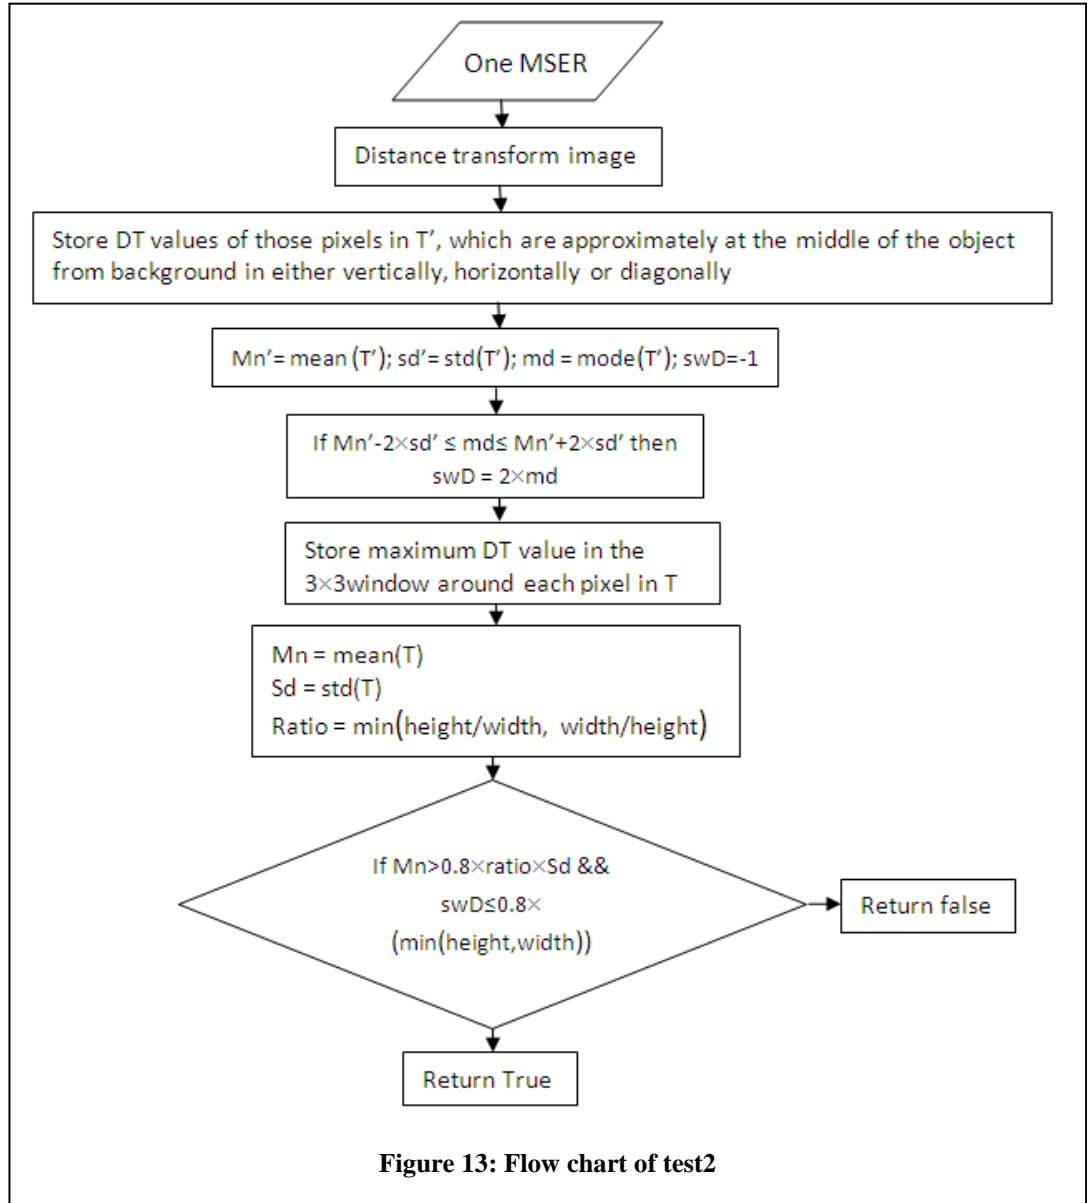 One MSER
Distance transform image
Store DT values of those pixels in T’, which are approximately at the middle of the object
from background in either vertically, horizontally or diagonally
Mn’= mean (T’); sd’= std(T’); md = mode(T’); swD=-1
If Mn’-2×sd’ ≤ md≤ Mn’+2×sd’ then
swD = 2×md
Store maximum DT value in the
3×3window around each pixel in T
Mn = mean(T)
Sd = std(T)
Ratio = min(height/width, width/height)
If Mn>0.8×ratio×Sd &&
swD≤0.8×
(min(height,width))
Return false
Return True
Figure 13: Flow chart of test2